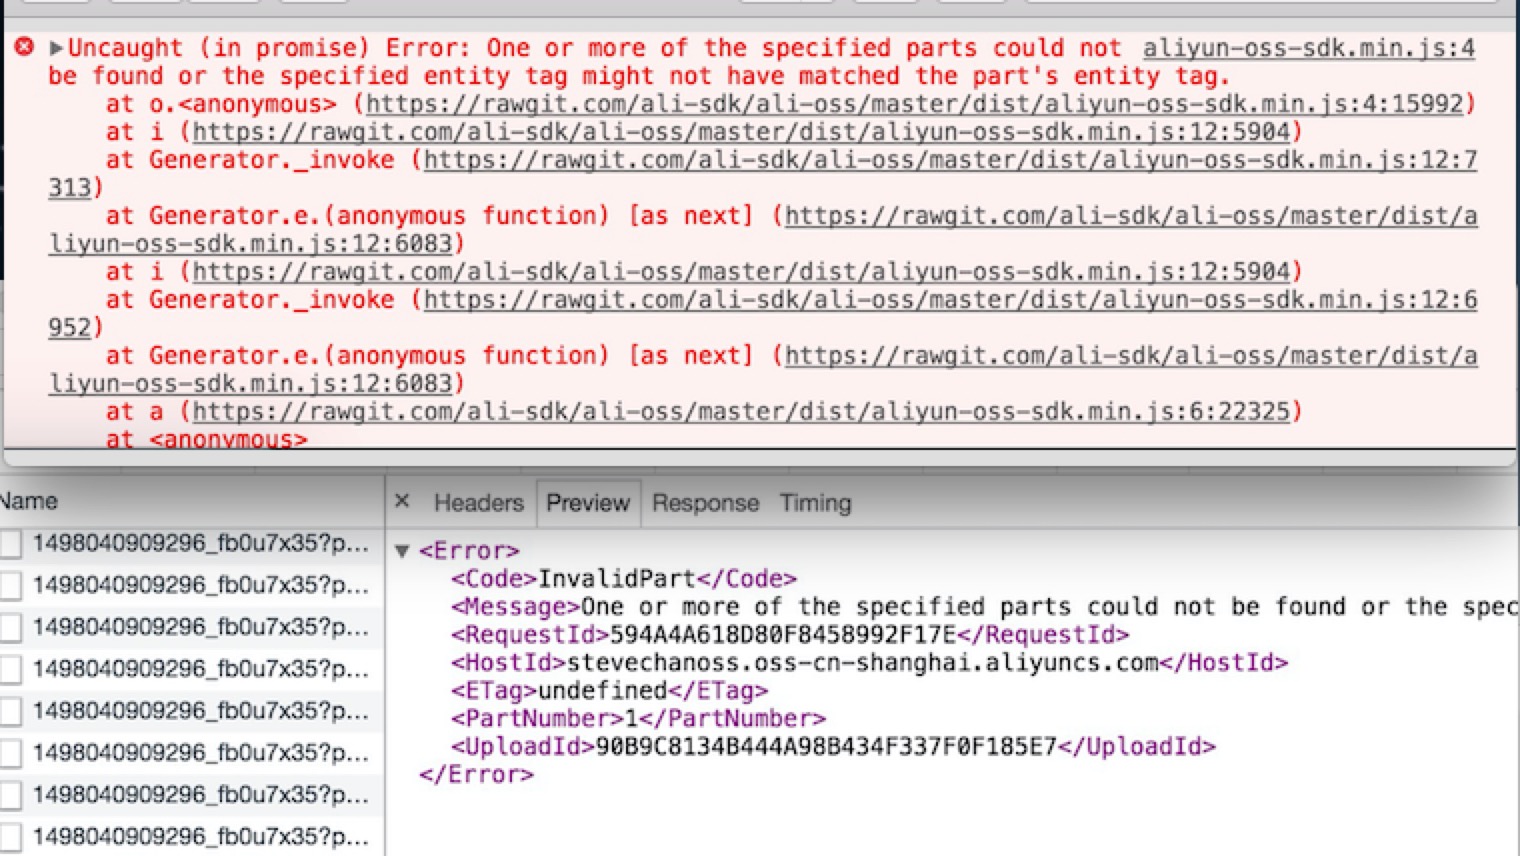 Uncaught (in promise) Error: One or more of the specified parts could not aliyun-oss-sdk.min.js:4
be found or the specified entity tag might not have matched the part's entity tag.
at o.<anonymous> (https://rawgit.com/ali-sdk/ali-oss/master/dist/aliyun-oss-sdk.min.js:4:15992)
at i (https://rawgit.com/ali-sdk/ali-oss/master/dist/aliyun-oss-sdk.min.js:12:5904)
at Generator._invoke (https://rawgit.com/ali-sdk/ali-oss/master/dist/aliyun-oss-sdk.min.js:12:7
313)
at Generator.e.(anonymous function) [as next] (https://rawgit.com/ali-sdk/ali-oss/master/dist/a
liyun-oss-sdk.min.js:12:6083)
at i (https://rawgit.com/ali-sdk/ali-oss/master/dist/aliyun-oss-sdk.min.js:12:5904)
at Generator._invoke (https://rawgit.com/ali-sdk/ali-oss/master/dist/aliyun-oss-sdk.min.js:12:6
952)
at Generator.e.(anonymous function) [as next] (https://rawgit.com/ali-sdk/ali-oss/master/dist/a
liyun-oss-sdk.min.js:12:6083)
at a (https://rawgit.com/ali-sdk/ali-oss/master/dist/aliyun-oss-sdk.min.js:6:22325)
at <anonymous>
Name
1498040909296_fb0u7x35?p...
1498040909296_fb0u7x35?p...
1498040909296_fb0u7x35?p...
1498040909296_fb0u7x35?p...
1498040909296_fb0u7x35?p...
1498040909296_fb0u7x35?p...
1498040909296_fb0u7x35?p...
1498040909296_fb0u7x35?p...
× Headers Preview Response Timing
▼ <Error>
<Code>InvalidPart</Code>
<Message>One or more of the specified parts could not be found or the spec
<RequestId>594A4A618D80F8458992F17E</RequestId>
<HostId>stevechanoss.oss-cn-shanghai.aliyuncs.com</HostId>
<ETag>undefined</ETag>
<PartNumber>1</PartNumber>
<UploadId>90B9C8134B444A98B434F337F0F185E7</UploadId>
</Error>